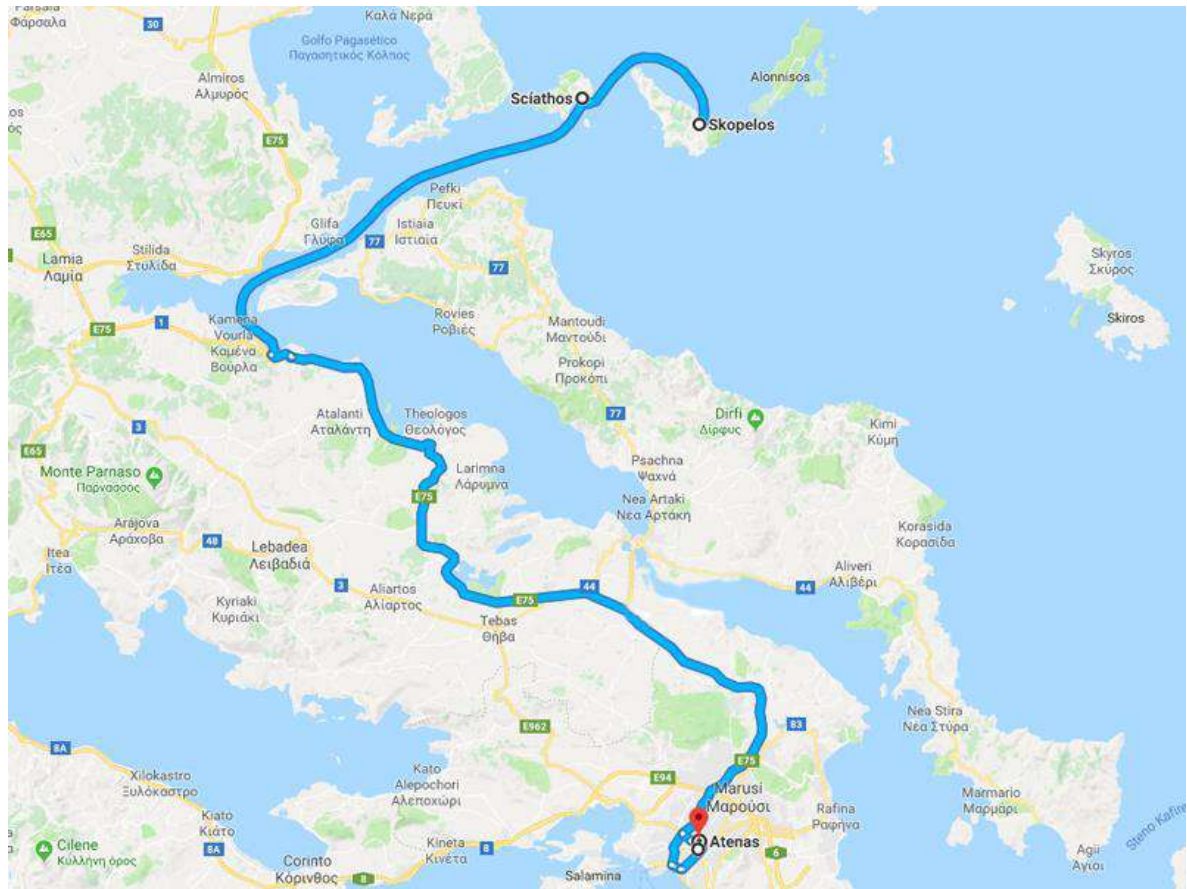 Φάρσαλα
30
Καλά Νερά
Golfo Pagasético
Παγασητικός Κόλπος
Almiros
Αλμυρός
E75
Sciathos
Skopelos
Alonnisos
Pefki
Πευκί
Glifa
Γλύφα
Istiaia
Ιστιαία
77
77
E65
Lamia
Λαμία
Stilida
Στυλίδα
Skyros
Σκύρος
Skiros
Rovies
Ροβιές
Mantoudi
Μαντούδι
Prokopi
Προκόπι
E75
1
Kamena
Vourla
Καμένα
Βούρλα
Atalanti
Αταλάντη
Theologos
Θεολόγος
77
Dirfi
Δίρφυς
Kimi
Κύμη
3
E65
Monte Parnaso
Παρνασσός
Larimna
Λάρυμνα
Psachna
Ψαχνά
E75
Nea Artaki
Νέα Αρτάκη
Arájova
Αράχοβα
Itea
Ιτέα
48
Lebadea
Λειβαδιά
Korasida
Κορασίδα
3
Aliartos
Αλίαρτος
44
Aliveri
Αλιβέρι
44
Kyriaki
Κυριάκι
E75
Tebas
Θήβα
Nea Stira
Νέα Στύρα
E962
83
8A
E75
Xilokastro
Ξυλόκαστρο
Kato
Alepochori
Αλεποχώρι
E94
Marusi
Μαρούσι
Rafina
Ραφήνα
Marmario
Μαρμάρι
Steno Kafire
Kiato
Κιάτο
Cilene
Κυλλήνη όρος
8A
Kineta
Κινέτα
8
Atenas
6
Agii
Άγιοι
Corinto
Κόρινθος
8
Salamina